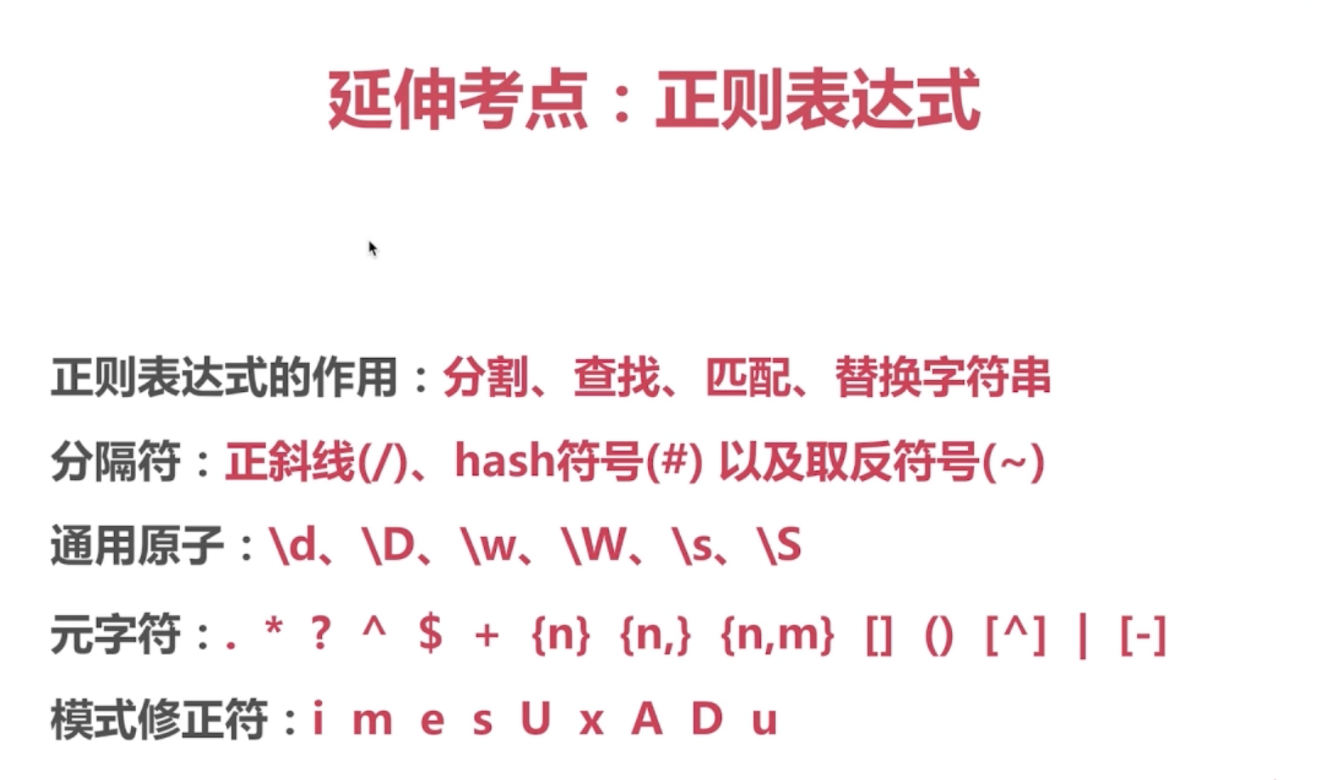 延伸考点：正则表达式
正则表达式的作用：分割、查找、匹配、替换字符串
分隔符：正斜线(/)、hash符号(#) 以及取反符号(~)
通用原子：\d、\D、\w、\W、\s、\S
元字符：. * ? ^ $ + {n} {n,} {n,m} [] () [^] | [-]
模式修正符：i m e s U x A D u